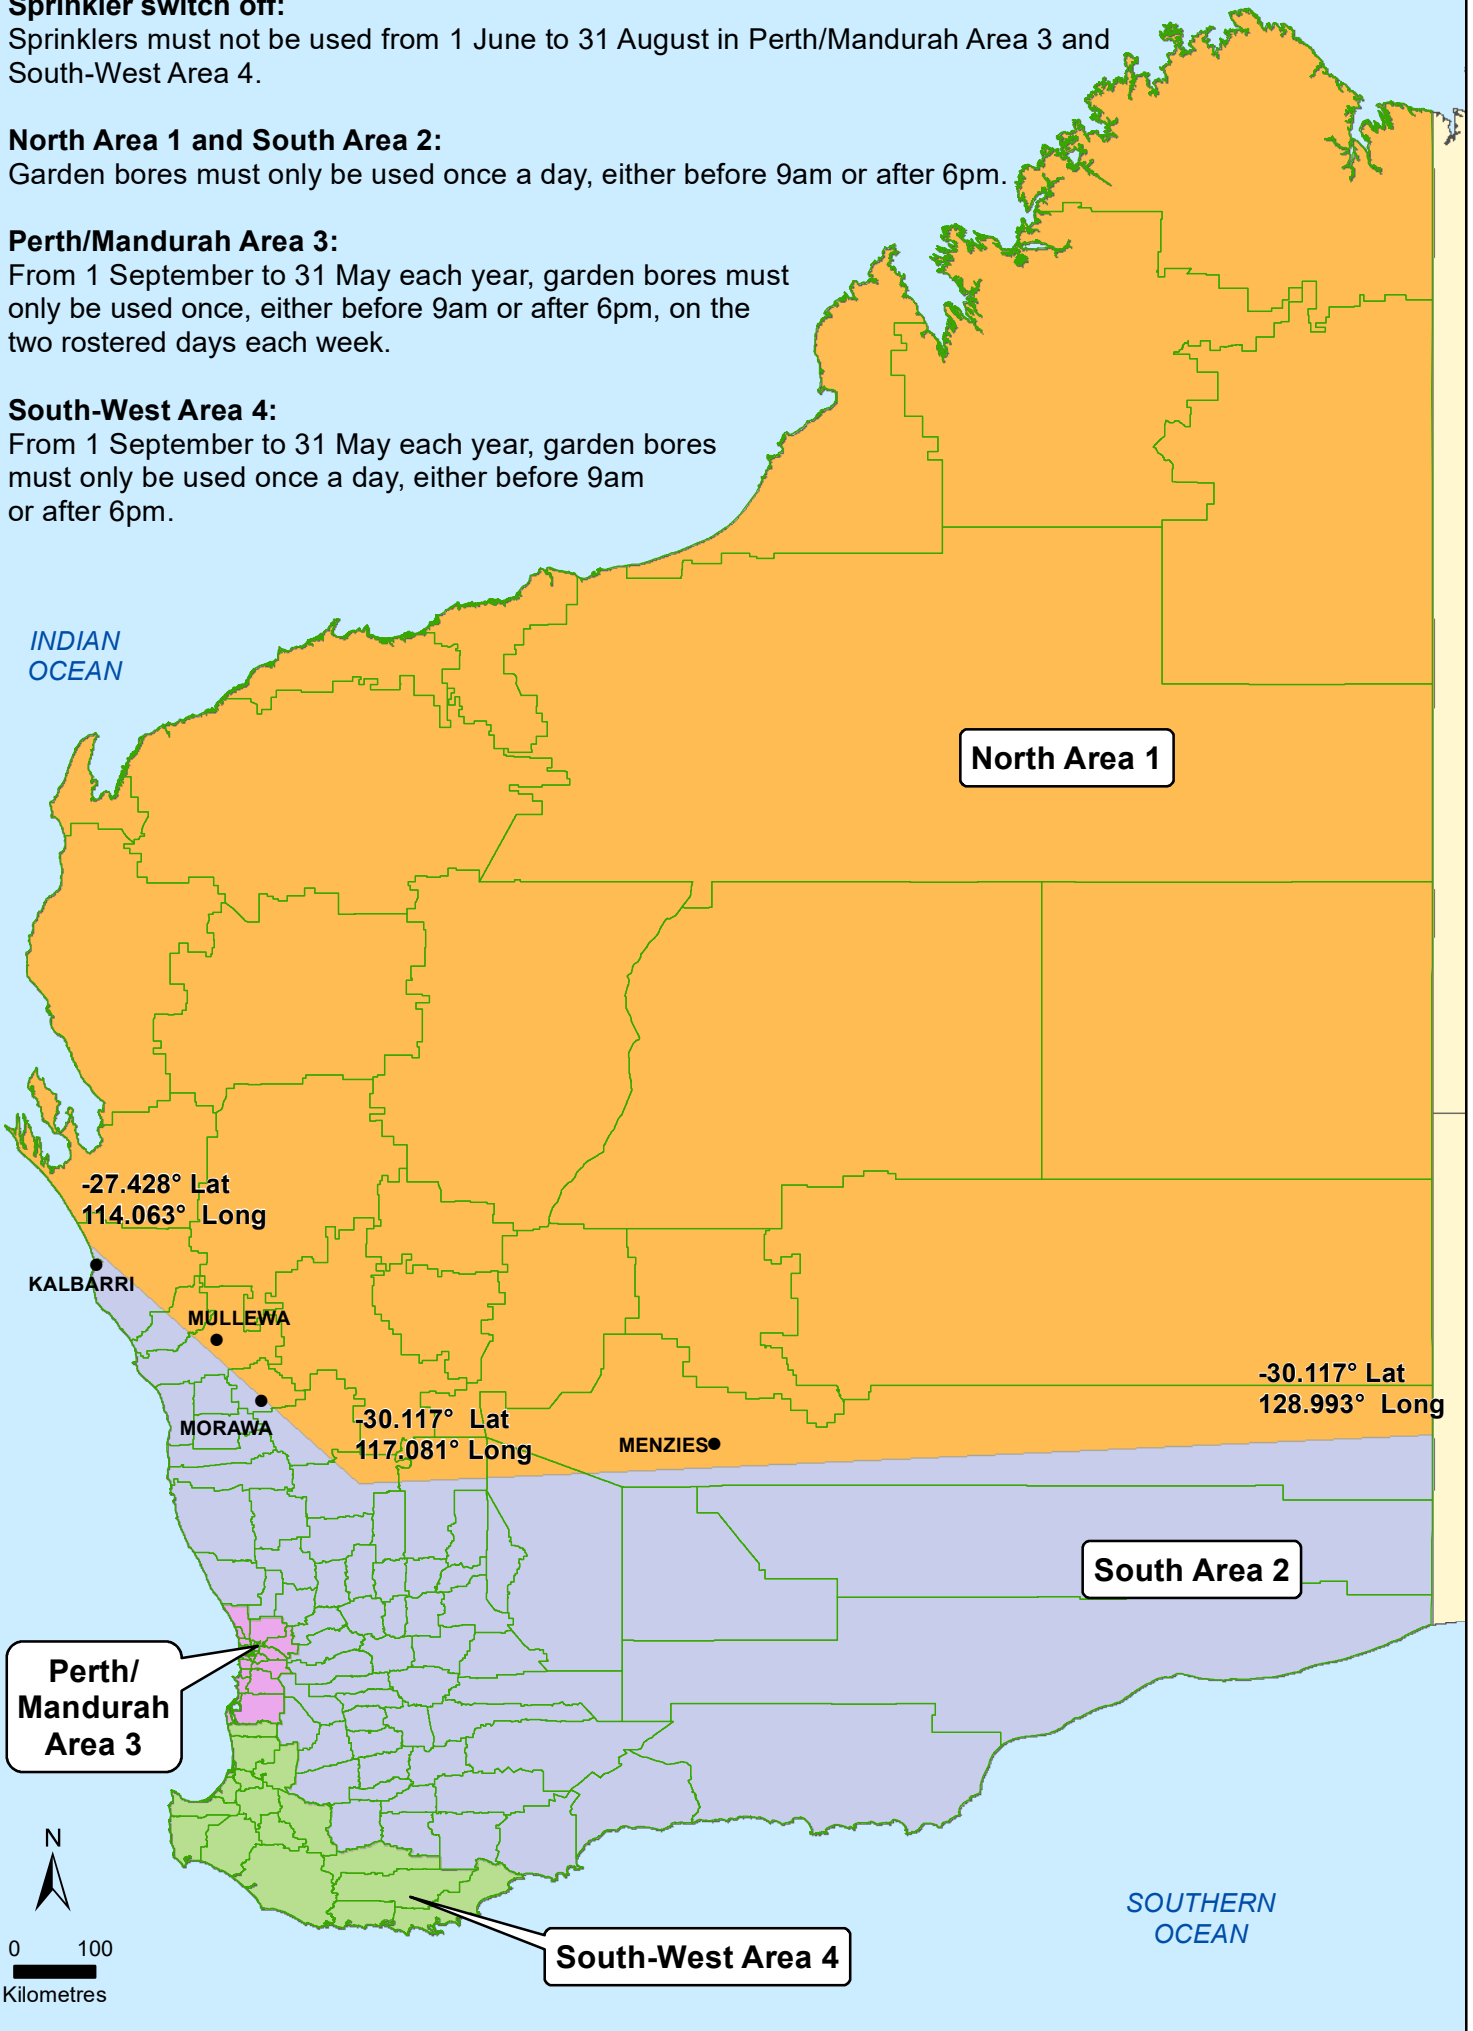 Sprinkler switch off:
Sprinklers must not be used from 1 June to 31 August in Perth/Mandurah Area 3 and
South-West Area 4.
North Area 1 and South Area 2:
Garden bores must only be used once a day, either before 9am or after 6pm.
Perth/Mandurah Area 3:
From 1 September to 31 May each year, garden bores must
only be used once, either before 9am or after 6pm, on the
two rostered days each week.
South-West Area 4:
From 1 September to 31 May each year, garden bores
must only be used once a day, either before 9am
or after 6pm.
INDIAN
OCEAN
North Area 1
-27.428° Lat
114.063° Long
KALBARRI
MULLEWA
MORAWA
-30.117° Lat
117.081° Long
MENZIES
-30.117° Lat
128.993° Long
South Area 2
Perth/
Mandurah
Area 3
South-West Area 4
SOUTHERN
OCEAN
N
0 100
Kilometres